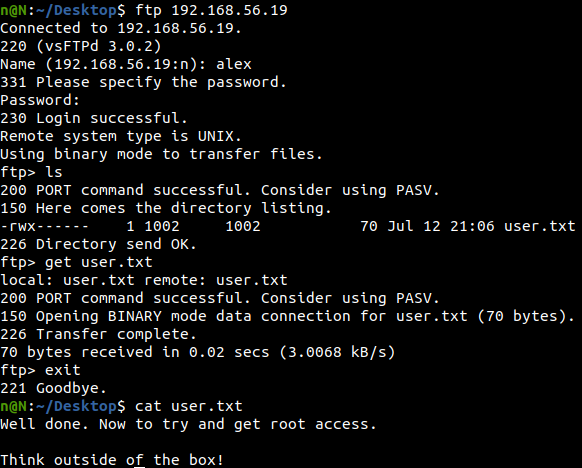 n@N:~/Desktop$ ftp 192.168.56.19
Connected to 192.168.56.19.
220 (vsFTPd 3.0.2)
Name (192.168.56.19:n): alex
331 Please specify the password.
Password:
230 Login successful.
Remote system type is UNIX.
Using binary mode to transfer files.
ftp> ls
200 PORT command successful. Consider using PASV.
150 Here comes the directory listing.
-rwx------    1 1002     1002           70 Jul 12 21:06 user.txt
226 Directory send OK.
ftp> get user.txt
local: user.txt remote: user.txt
200 PORT command successful. Consider using PASV.
150 Opening BINARY mode data connection for user.txt (70 bytes).
226 Transfer complete.
70 bytes received in 0.02 secs (3.0068 kB/s)
ftp> exit
221 Goodbye.
n@N:~/Desktop$ cat user.txt
Well done. Now to try and get root access.

Think outside of the box!